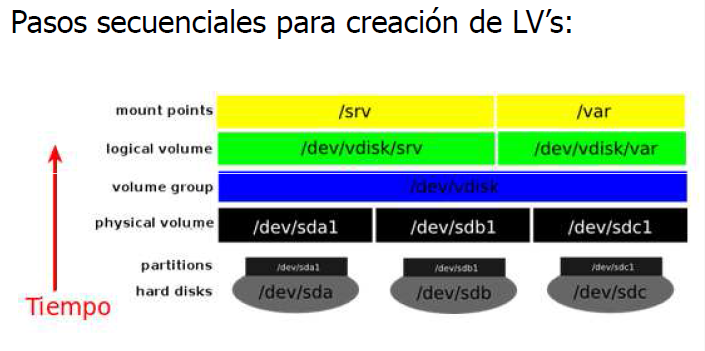 Pasos secuenciales para creación de LV’s:
mount points /srv /var
logical volume /dev/vdisk/srv /dev/vdisk/var
volume group /dev/vdisk
physical volume /dev/sda1 /dev/sdb1 /dev/sdc1
partitions /dev/sda1 /dev/sdb1 /dev/sdc1
hard disks /dev/sda /dev/sdb /dev/sdc
Tiempo